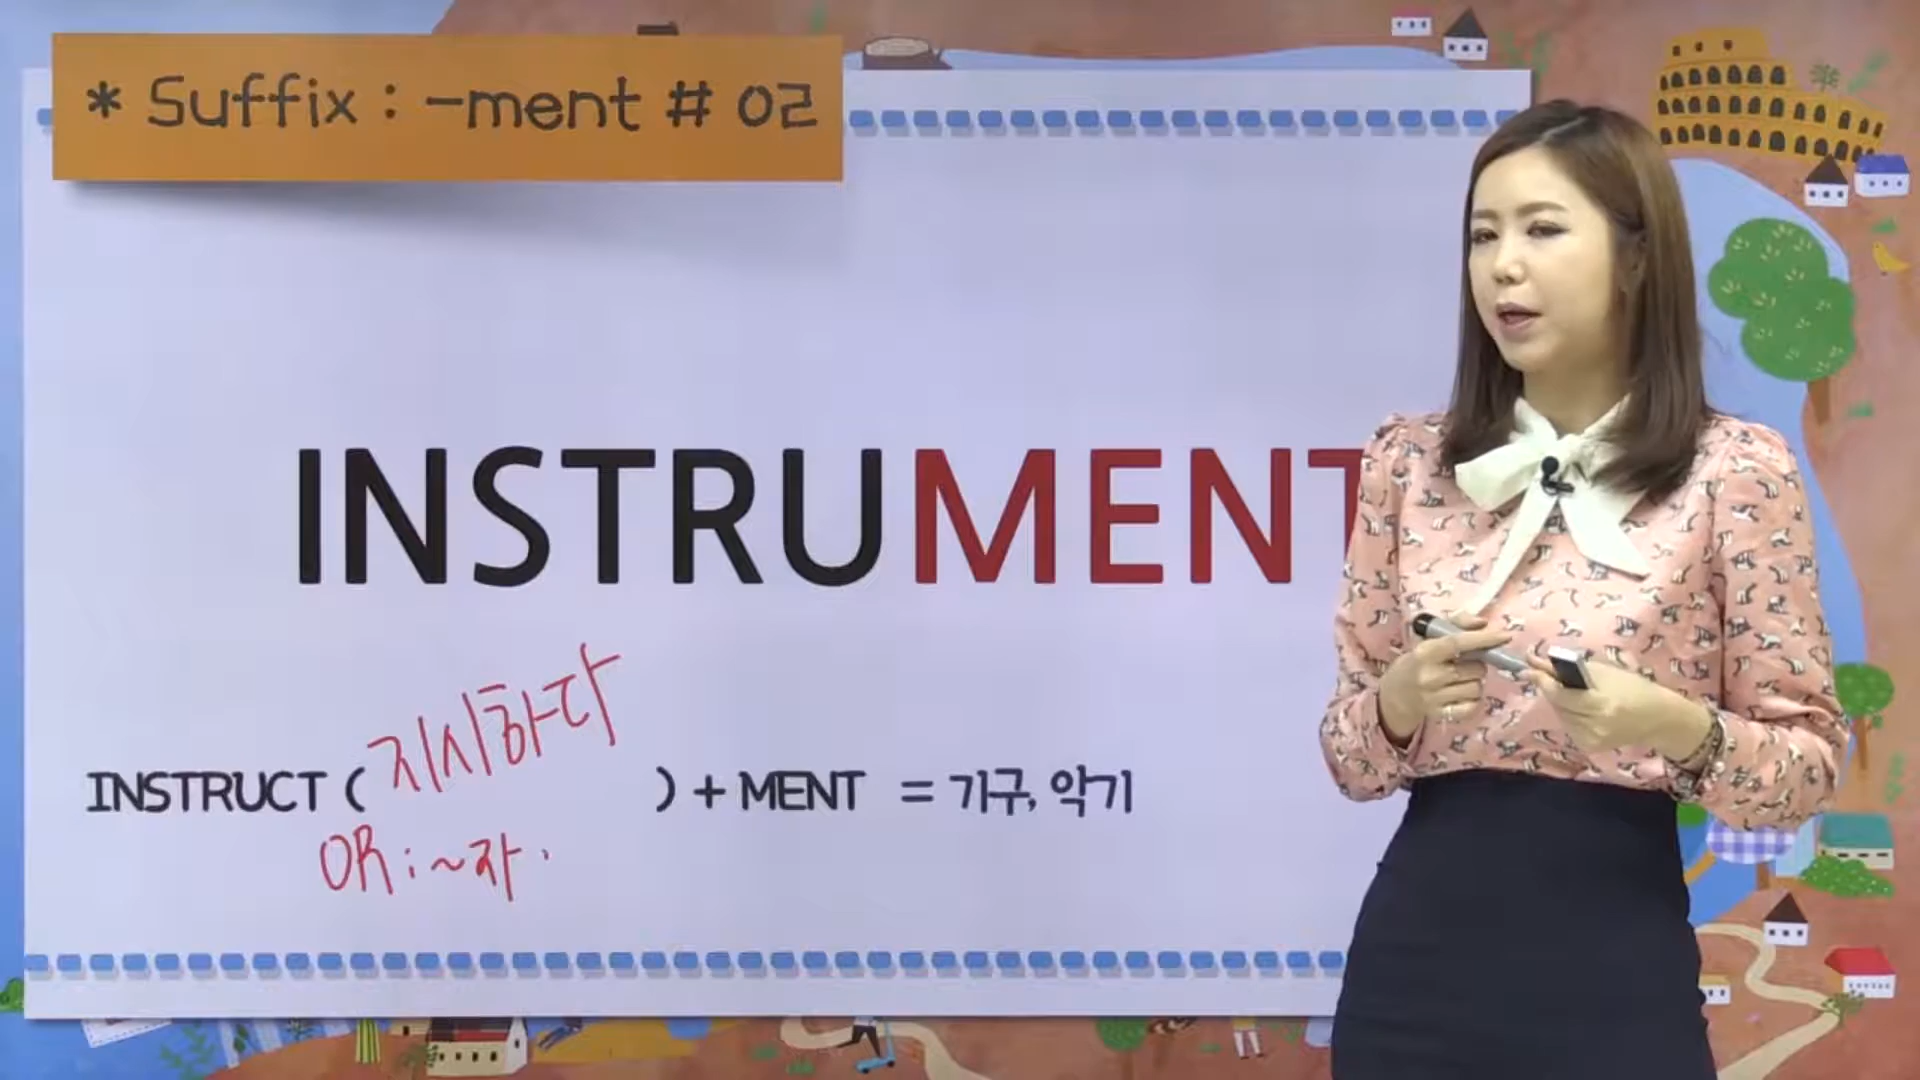 * Suffix : -ment # 02
INSTRUMENT
지시하다
INSTRUCT ( ) + MENT = 기구, 악기
OR : ~자.